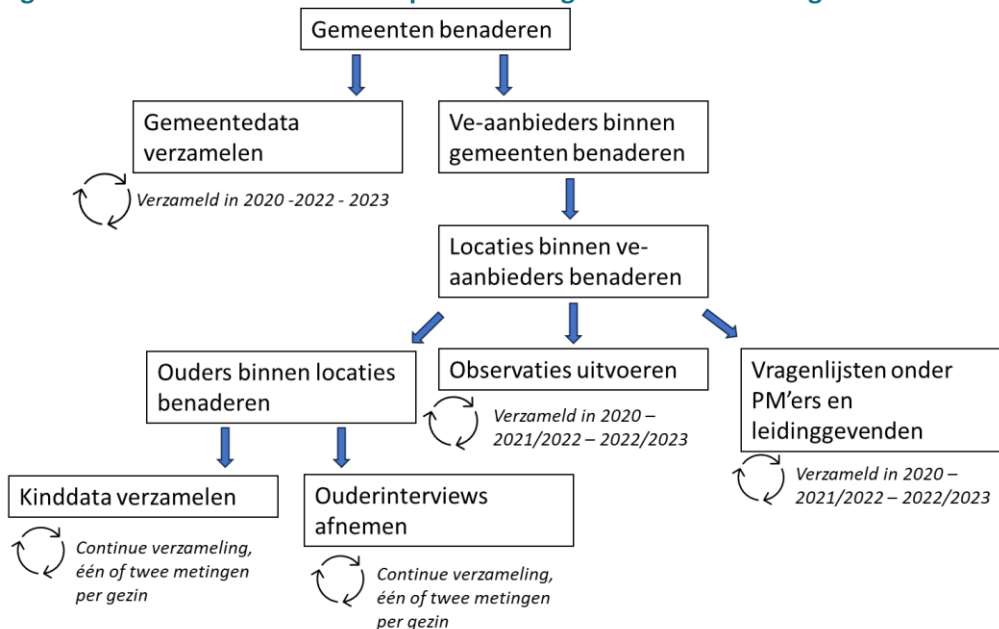 Gemeenten benaderen
Gemeentedata
verzamelen
Ve-aanbieders binnen
gemeenten benaderen
Verzameld in 2020 -2022 - 2023
Locaties binnen ve-
aanbieders benaderen
Ouders binnen locaties
benaderen
Observaties uitvoeren
Vragenlijsten onder
PM'ers en
leidinggevenden
Verzameld in 2020 –
2021/2022 – 2022/2023
Verzameld in 2020 –
2021/2022 – 2022/2023
Kinddata verzamelen
Ouderinterviews
afnemen
Continue verzameling,
één of twee metingen
per gezin
Continue verzameling,
één of twee metingen
per gezin